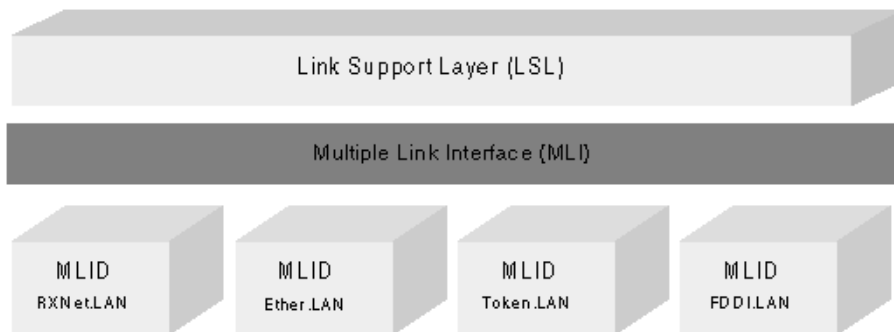 Link Support Layer (LSL)
Multiple Link Interface (MLI)
MLID
RXNet.LAN
MLID
Ether.LAN
MLID
Token.LAN
MLID
FDDI.LAN